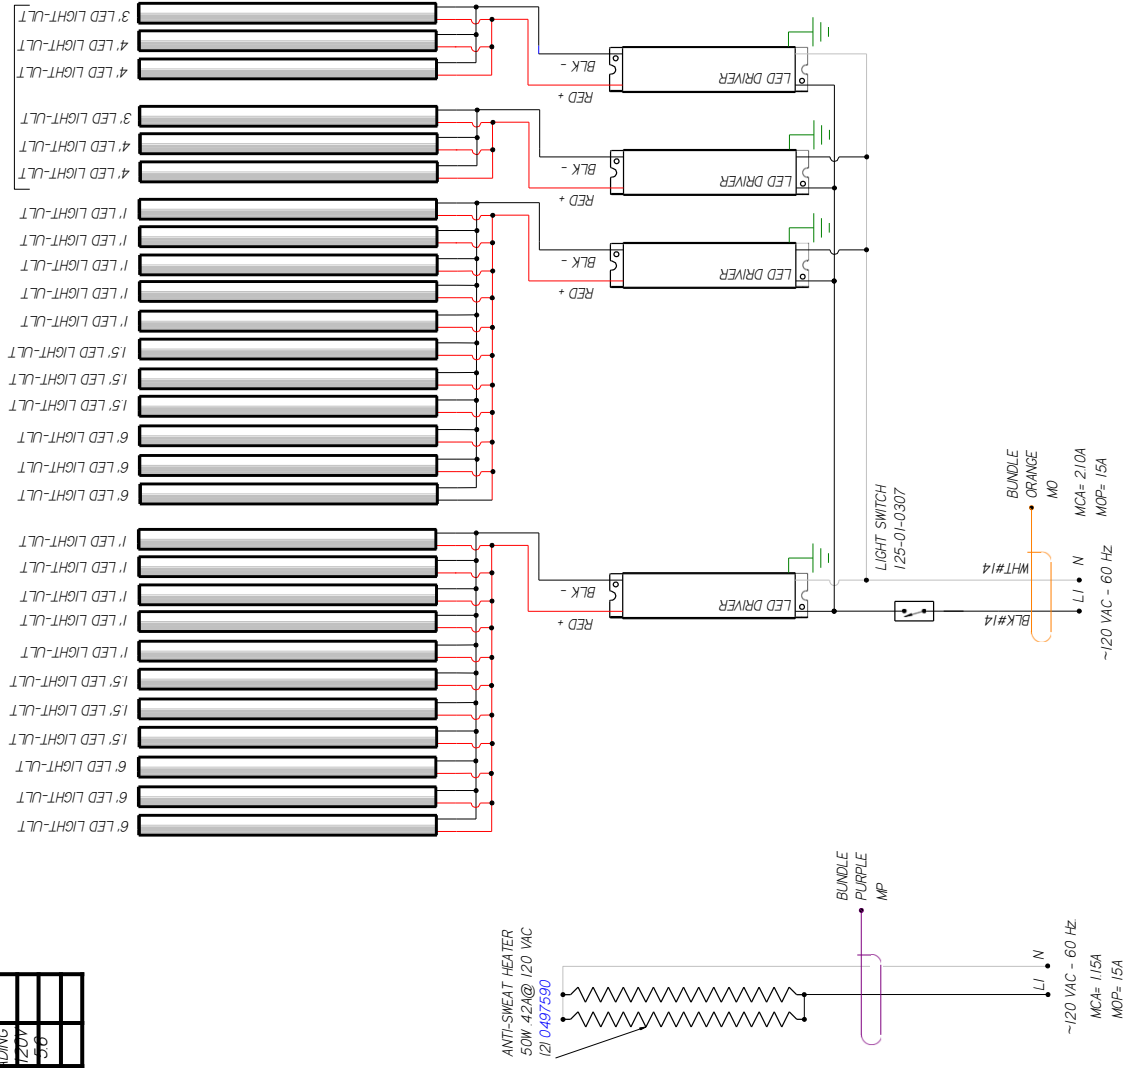 3' LED LIGHT-ULT
4' LED LIGHT-ULT
4' LED LIGHT-ULT
3' LED LIGHT-ULT
4' LED LIGHT-ULT
4' LED LIGHT-ULT
1' LED LIGHT-ULT
1' LED LIGHT-ULT
1' LED LIGHT-ULT
1' LED LIGHT-ULT
1' LED LIGHT-ULT
1.5' LED LIGHT-ULT
1.5' LED LIGHT-ULT
1.5' LED LIGHT-ULT
6' LED LIGHT-ULT
6' LED LIGHT-ULT
6' LED LIGHT-ULT
1' LED LIGHT-ULT
1' LED LIGHT-ULT
1' LED LIGHT-ULT
1' LED LIGHT-ULT
1' LED LIGHT-ULT
1.5' LED LIGHT-ULT
1.5' LED LIGHT-ULT
1.5' LED LIGHT-ULT
6' LED LIGHT-ULT
6' LED LIGHT-ULT
6' LED LIGHT-ULT
BLK -
RED +
LED DRIVER
BLK -
RED +
LED DRIVER
BLK -
RED +
LED DRIVER
BLK -
RED +
LED DRIVER
LIGHT SWITCH
125-01-0307
BUNDLE
ORANGE
MO
WHT#14
BLK#14
L1 N
~120 VAC - 60 Hz
MCA= 2.10A
MOP= 15A
BUNDLE
PURPLE
MP
ANTI-SWEAT HEATER
50W .42A@ 120 VAC
(2) 0497590
L1 N
~120 VAC - 60 Hz.
MCA= 1.15A
MOP= 15A
120V